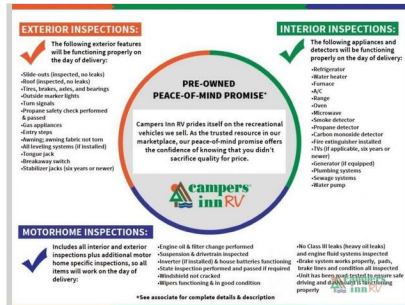 EXTERIOR INSPECTIONS:
The following exterior features
will be functioning properly on
the day of delivery:
•Slide-outs (inspected, no leaks)
•Roof (inspected, no leaks)
•Tires, brakes, axles, and bearings
•Outside marker lights
•Turn signals
•Propane safety check performed
& passed
•Gas appliances
•Entry steps
•Awning; awning fabric not torn
•All leveling systems (if installed)
•Tongue jack
•Breakaway switch
•Stabilizer jacks (six years or newer)
PRE-OWNED
PEACE-OF-MIND PROMISE*
Campers Inn RV prides itself on the recreational
vehicles we sell. As the trusted resource in our
marketplace, our peace-of-mind promise offers
the confidence of knowing that you didn't
sacrifice quality for price.
campers
inn RV
INTERIOR INSPECTIONS:
The following appliances and
detectors will be functioning
properly on the day of delivery:
•Refrigerator
•Water heater
•Furnace
•A/C
•Range
•Oven
•Microwave
•Smoke detector
•Propane detector
•Carbon monoxide detector
•Fire extinguisher installed
•TVs (if applicable, six years or
newer)
•Generator (if equipped)
•Plumbing systems
•Sewage systems
•Water pump
MOTORHOME INSPECTIONS:
Includes all interior and exterior
inspections plus additional motor
home specific inspections, so all
items will work on the day of
delivery:
•Engine oil & filter change performed
•Suspension & drivetrain inspected
•Inverter (if installed) & house batteries functioning
•State inspection performed and passed if required
•Windshield not cracked
•Wipers functioning & in good condition
•No Class III leaks (heavy oil leaks)
and engine fluid systems inspected
•Brake system works properly, pads,
brake lines and condition all inspected
•Unit has been road tested to ensure safe
driving and dashboard is functioning
properly
campers
inn RV
*See associate for complete details & description